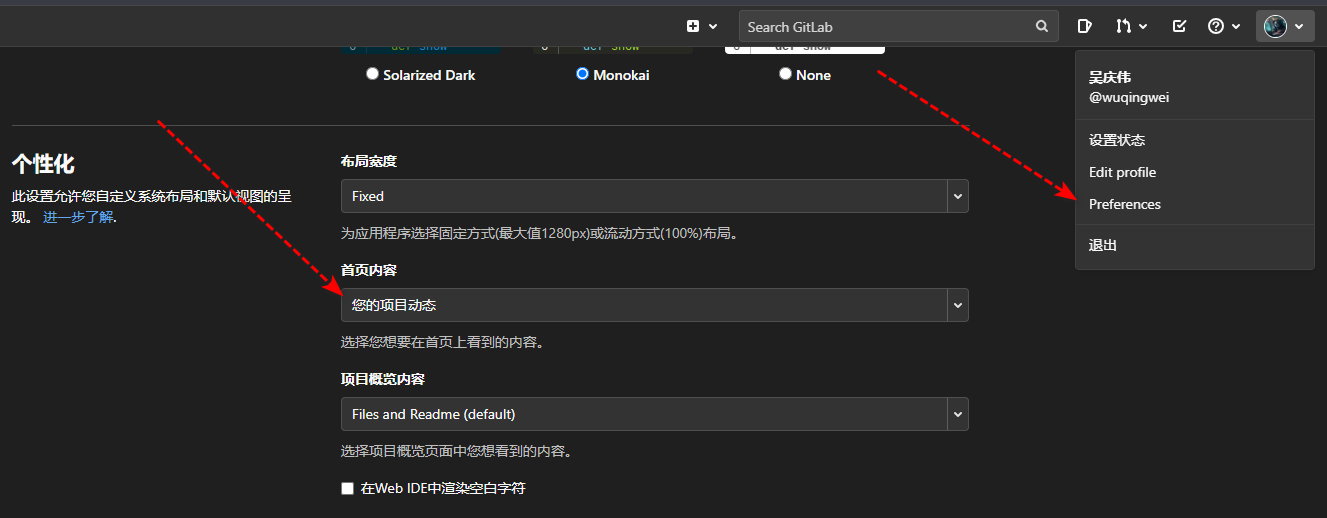 Search GitLab
Solarized Dark
Monokai
None
吴庆伟
@wuqingwei
设置状态
Edit profile
Preferences
退出
个性化
此设置允许您自定义系统布局和默认视图的呈
现。 进一步了解.
布局宽度
Fixed
为应用程序选择固定方式(最大值1280px)或流动方式(100%)布局。
首页内容
您的项目动态
选择您想要在首页上看到的内容。
项目概览内容
Files and Readme (default)
选择项目概览页面中您想看到的内容。
在Web IDE中渲染空白字符